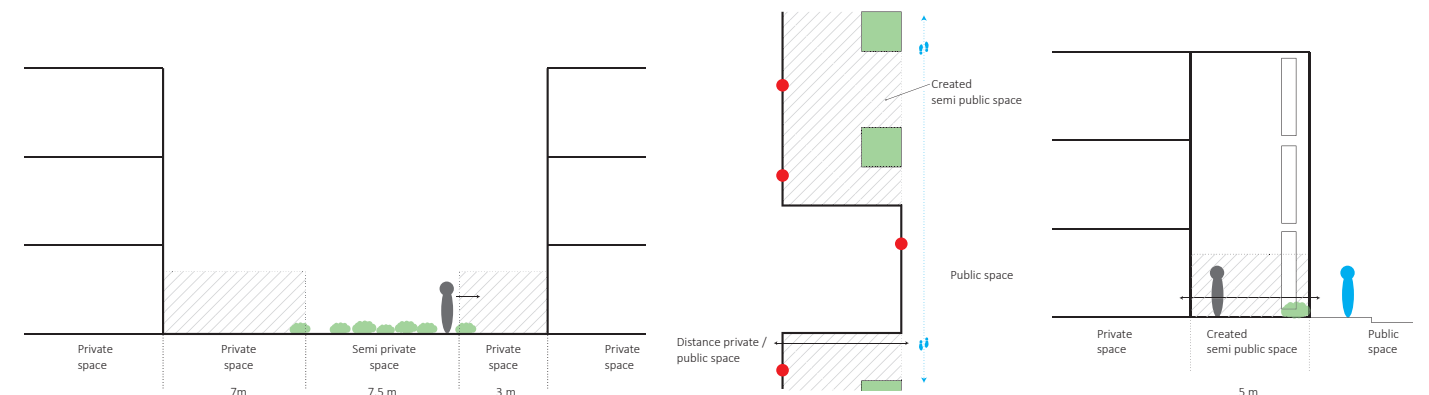 Private
space
Private
space
Semi private
space
Private
space
Private
space
7m
7.5 m
3 m
Created
semi public space
Public space
Distance private /
public space
Private
space
Created
semi public space
Public
space
5 m